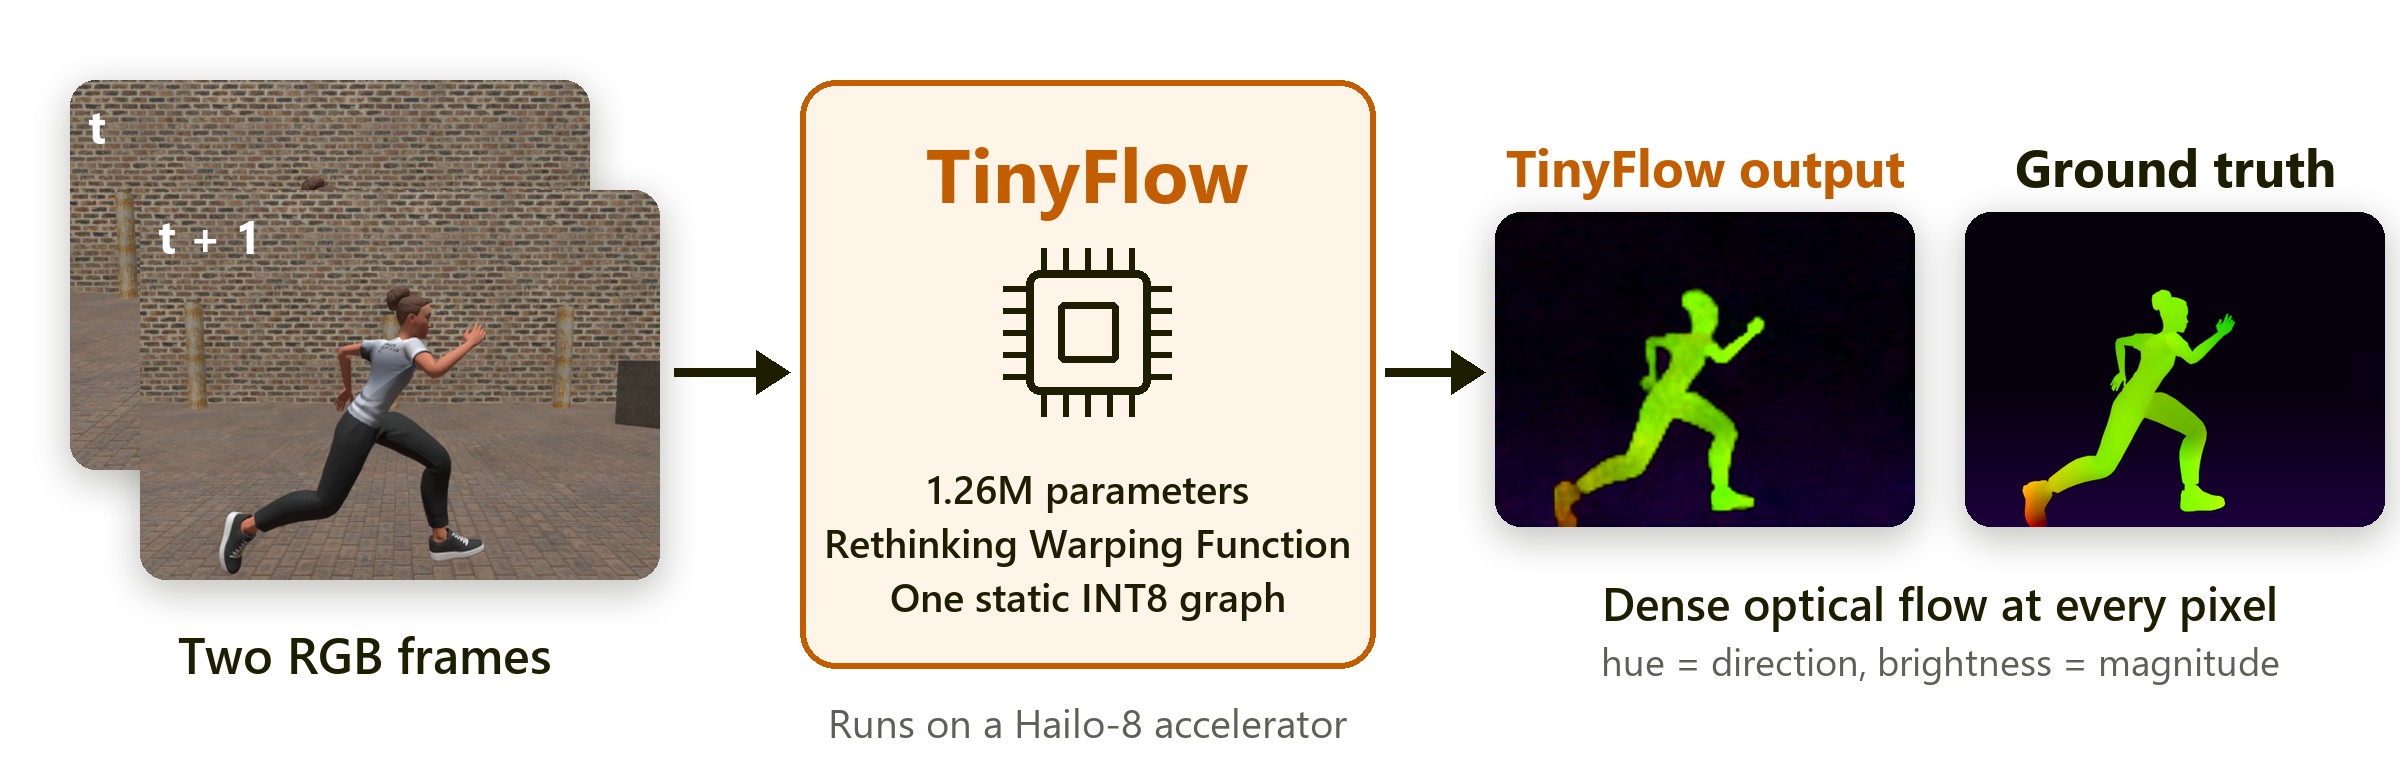 t
t + 1
Two RGB frames
TinyFlow
1.26M parameters
Rethinking Warping Function
One static INT8 graph
Runs on a Hailo-8 accelerator
TinyFlow output
Ground truth
Dense optical flow at every pixel
hue = direction, brightness = magnitude